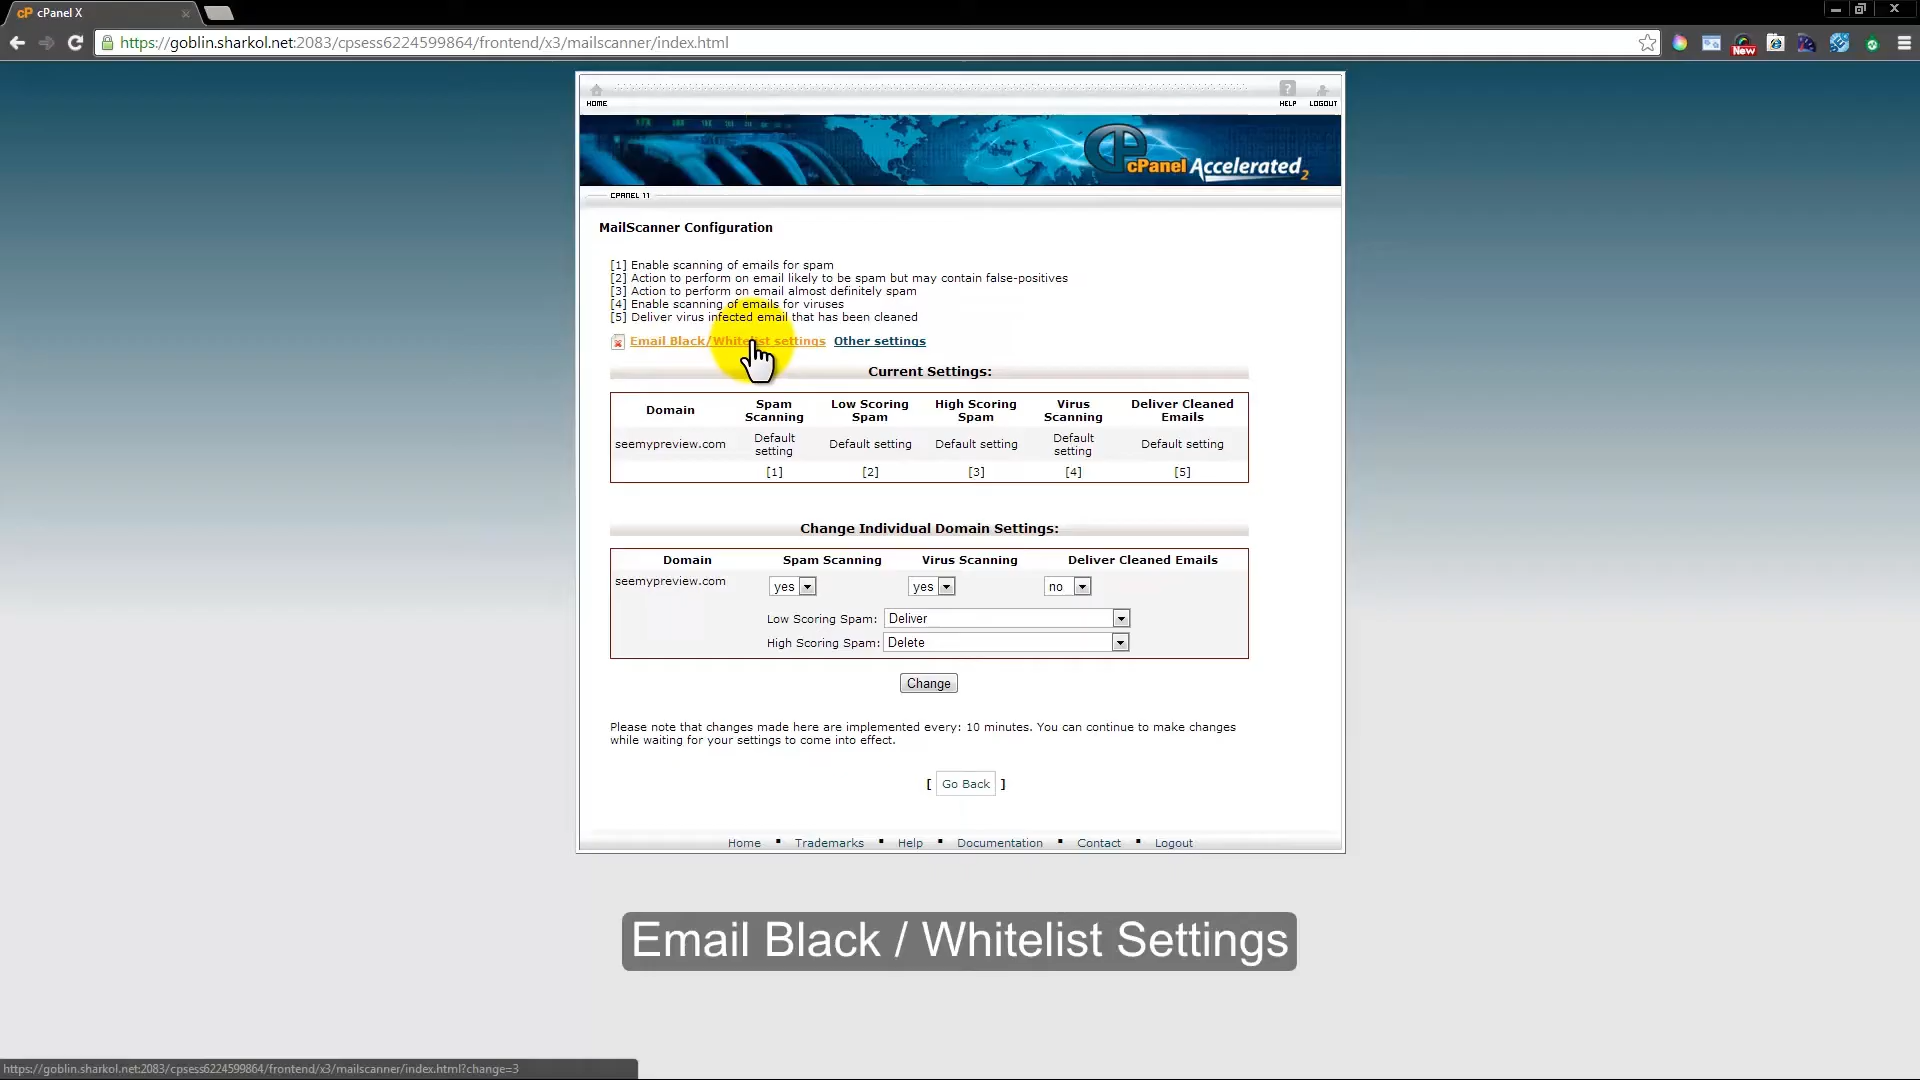 cP cPanel X
https://goblin.sharkol.net:2083/cpsess6224599864/frontend/x3/mailscanner/index.html
New
HOME
HELP LOGOUT
cPanel Accelerated2
CPANEL 11
MailScanner Configuration
[1] Enable scanning of emails for spam
[2] Action to perform on email likely to be spam but may contain false-positives
[3] Action to perform on email almost definitely spam
[4] Enable scanning of emails for viruses
[5] Deliver virus infected email that has been cleaned
Email Black/Whitelist settings Other settings
Current Settings:
Domain Spam Scanning Low Scoring Spam High Scoring Spam Virus Scanning Deliver Cleaned Emails
seemypreview.com Default setting Default setting Default setting Default setting Default setting
[1] [2] [3] [4] [5]
Change Individual Domain Settings:
Domain Spam Scanning Virus Scanning Deliver Cleaned Emails
seemypreview.com yes yes no
Low Scoring Spam: Deliver
High Scoring Spam: Delete
Change
Please note that changes made here are implemented every: 10 minutes. You can continue to make changes
while waiting for your settings to come into effect.
[ Go Back ]
Home ▪ Trademarks ▪ Help ▪ Documentation ▪ Contact ▪ Logout
Email Black / Whitelist Settings
https://goblin.sharkol.net:2083/cpsess6224599864/frontend/x3/mailscanner/index.html?change=3